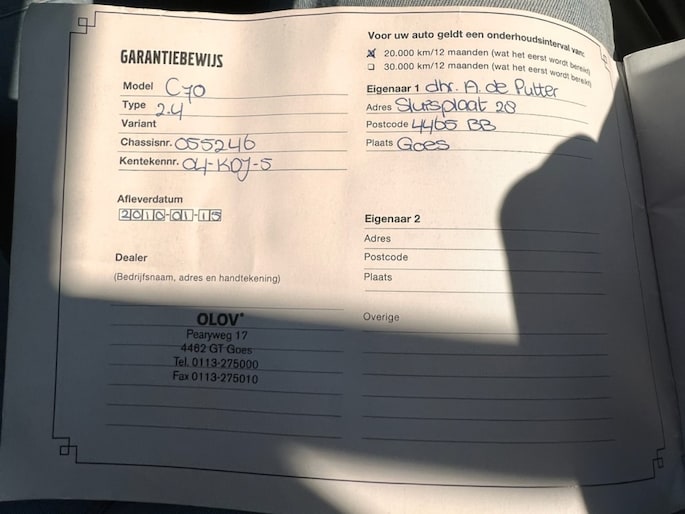 GARANTIEBEWIJS
Model C70
Type 2.4
Variant
Chassisnr. 055246
Kentekennr. 04-KDJ-5
Afleverdatum
2010-01-15
Dealer
(Bedrijfsnaam, adres en handtekening)
OLOV*
Pearyweg 17
4462 GT Goes
Tel. 0113-275000
Fax 0113-275010
Voor uw auto geldt een onderhoudsinterval van:
20.000 km/12 maanden (wat het eerst wordt bereikt)
30.000 km/12 maanden (wat het eerst wordt bereikt)
Eigenaar 1 dhr. A. de Putter
Adres Sluisplaat 28
Postcode 4465 BB
Plaats Goes
Eigenaar 2
Adres
Postcode
Plaats
Overige